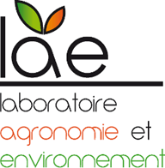 lae
laboratoire
agronomie et
environnement